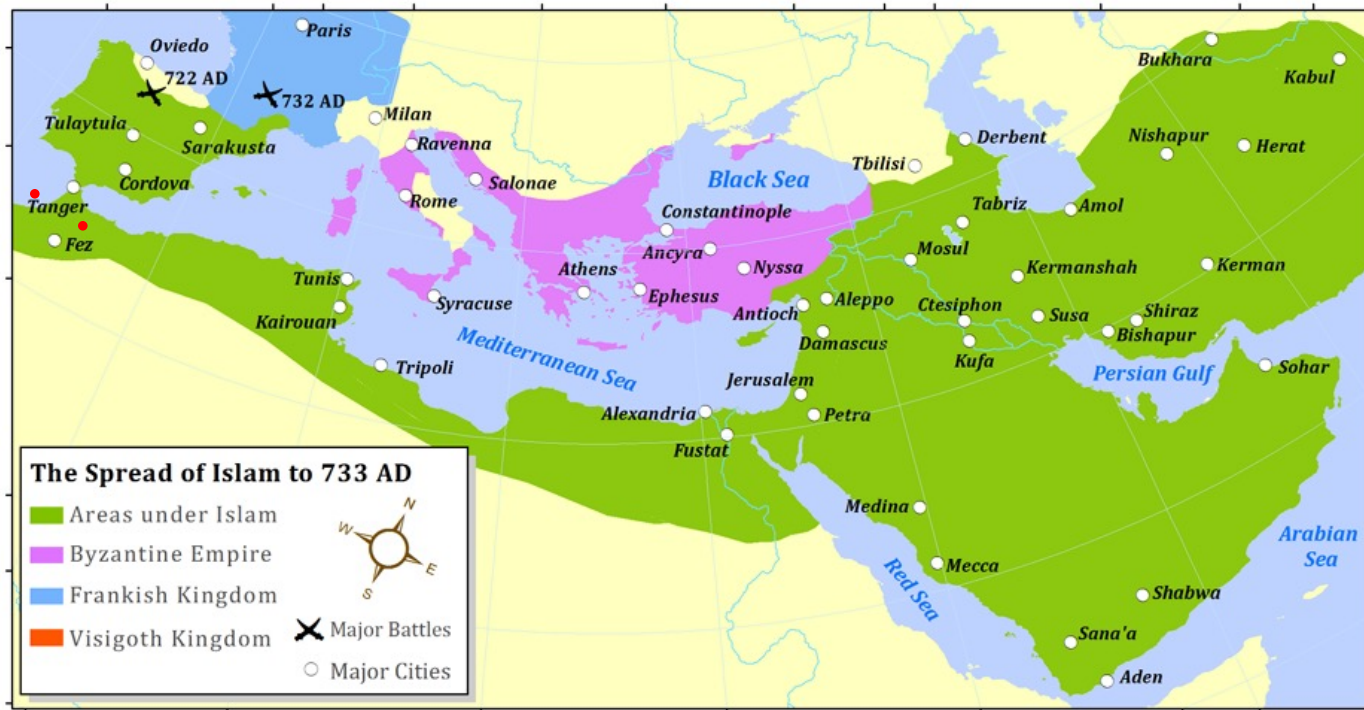 Paris
Oviedo
722 AD
732 AD
Bukhara
Kabul
Milan
Tulaytula
Sarakusta
Ravenna
Derbent
Nishapur
Herat
Tbilisi
Cordova
Salonae
Black Sea
Rome
Tanger
Constantinople
Tabriz
Amol
Fez
Ancyra
Mosul
Tunis
Athens
Nyssa
Kermanshah
Kerman
Syracuse
Ephesus
Aleppo
Kairouan
Antioch
Ctesiphon
Susa
Shiraz
Bishapur
Damascus
Kufa
Mediterranean Sea
Tripoli
Jerusalem
Persian Gulf
Sohar
Alexandria
Petra
Fustat
The Spread of Islam to 733 AD
Areas under Islam
Byzantine Empire
Frankish Kingdom
Visigoth Kingdom
N
W
E
S
Major Battles
Major Cities
Medina
Mecca
Red Sea
Arabian
Sea
Shabwa
Sana'a
Aden